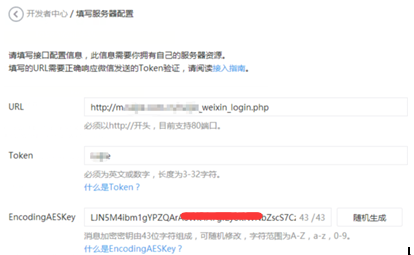 开发者中心 / 填写服务器配置
请填写接口配置信息，此信息需要你拥有自己的服务器资源。
填写的URL需要正确响应微信发送的Token验证，请阅读接入指南。
URL
http://m. _weixin_login.php
必须以http://开头，目前支持80端口。
Token
必须为英文或数字，长度为3-32字符。
什么是Token？
EncodingAESKey
LJN5M4ibm1gYPZQAr bZscS7C 43 /43
随机生成
消息加密密钥由43位字符组成，可随机修改，字符范围为A-Z，a-z，0-9。
什么是EncodingAESKey？